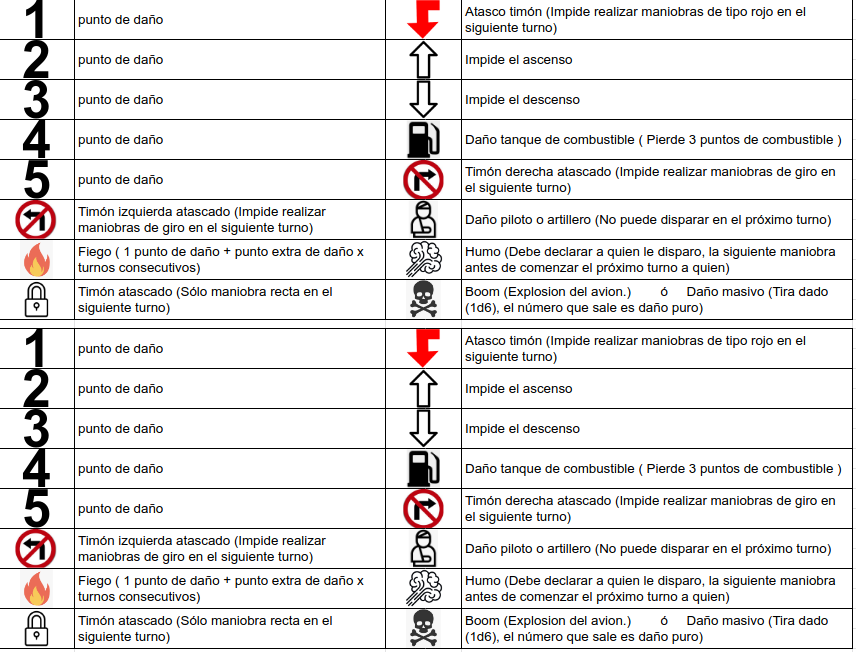 1 punto de daño
Atasco timón (Impide realizar maniobras de tipo rojo en el
siguiente turno)
2 punto de daño
Impide el ascenso
3 punto de daño
Impide el descenso
4 punto de daño
Daño tanque de combustible ( Pierde 3 puntos de combustible )
5 punto de daño
Timón derecha atascado (Impide realizar maniobras de giro en
el siguiente turno)
Timón izquierda atascado (Impide realizar
maniobras de giro en el siguiente turno)
Daño piloto o artillero (No puede disparar en el próximo turno)
Fiego ( 1 punto de daño + punto extra de daño x
turnos consecutivos)
Humo (Debe declarar a quien le disparo, la siguiente maniobra
antes de comenzar el próximo turno a quien)
Timón atascado (Sólo maniobra recta en el
siguiente turno)
Boom (Explosion del avion.) ó Daño masivo (Tira dado
(1d6), el número que sale es daño puro)
1 punto de daño
Atasco timón (Impide realizar maniobras de tipo rojo en el
siguiente turno)
2 punto de daño
Impide el ascenso
3 punto de daño
Impide el descenso
4 punto de daño
Daño tanque de combustible ( Pierde 3 puntos de combustible )
5 punto de daño
Timón derecha atascado (Impide realizar maniobras de giro en
el siguiente turno)
Timón izquierda atascado (Impide realizar
maniobras de giro en el siguiente turno)
Daño piloto o artillero (No puede disparar en el próximo turno)
Fiego ( 1 punto de daño + punto extra de daño x
turnos consecutivos)
Humo (Debe declarar a quien le disparo, la siguiente maniobra
antes de comenzar el próximo turno a quien)
Timón atascado (Sólo maniobra recta en el
siguiente turno)
Boom (Explosion del avion.) ó Daño masivo (Tira dado
(1d6), el número que sale es daño puro)